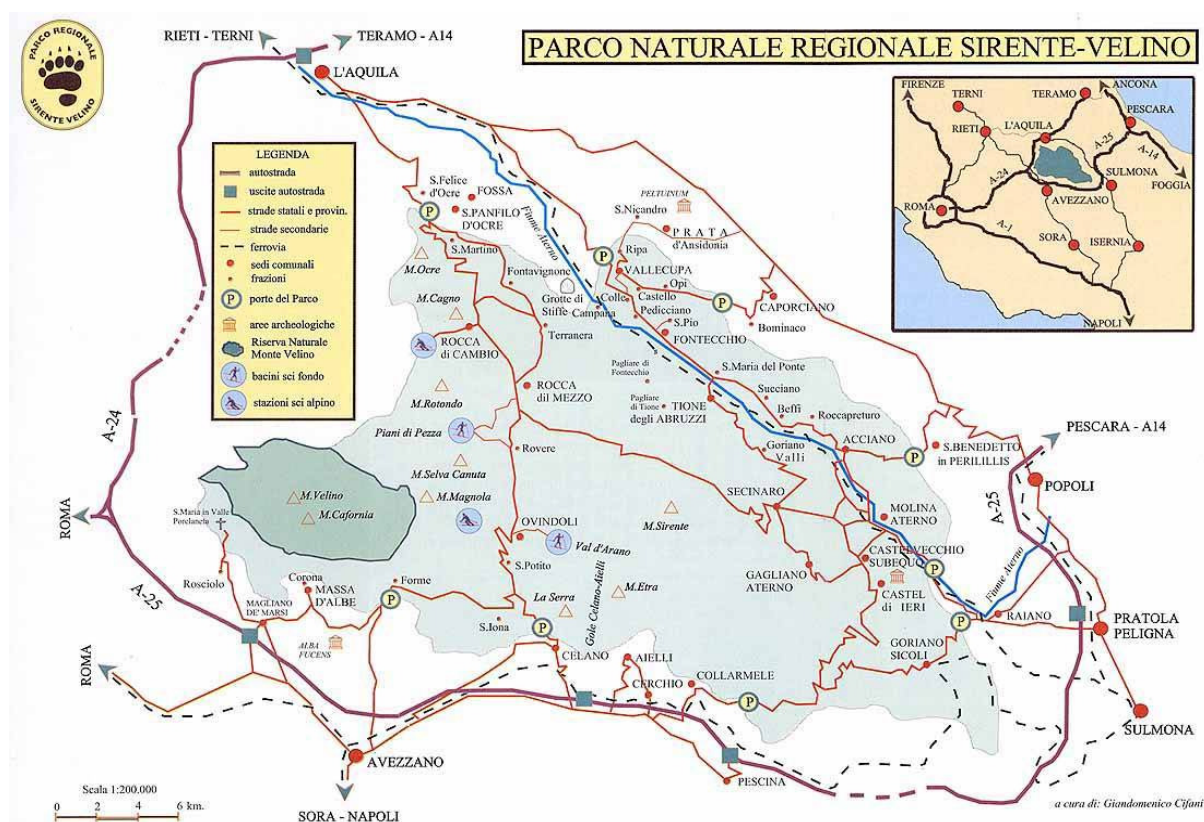 PARCO REGIONALE
SIRENTE VELINO
RIETI - TERNI
TERAMO - A14
L'AQUILA
PARCO NATURALE REGIONALE SIRENTE-VELINO
FIRENZE
TERNI
TERAMO
ANCONA
PESCARA
RIETI
L'AQUILA
A-25
A-14
A-24
SULMONA
FOGGIA
ROMA
AVEZZANO
A-1
SORA
ISERNIA
NAPOLI
LEGENDA
autostrada
uscite autostrada
strade statali e provin.
strade secondarie
ferrovia
sedi comunali
frazioni
P porte del Parco
aree archeologiche
Riserva Naturale
Monte Velino
bacini sci fondo
stazioni sci alpino
S.Felice
d'Ocre
FOSSA
P
S.PANFILO
D'OCRE
PELTUINUM
S.Nicandro
PRATA
d'Ansidonia
Fiume Aterno
S.Martino
M.Ocre
Fontavignone
P
Ripa
VALLECUPA
Opi
M.Cagno
Grotte di
Stiffe
Campana
Colle
Castello
P
CAPORCIANO
Pedicciano
S.Pio
Bominaco
Terranera
FONTECCHIO
ROCCA
di CAMBIO
Pagliare di
Fontecchio
S.Maria del Ponte
M.Rotondo
ROCCA
diI MEZZO
Succiano
Pagliare
di Tione
TIONE
degli ABRUZZI
Beffi
Roccapreturo
Piani di Pezza
Rovere
Goriano
Valli
ACCIANO
P
S.BENEDETTO
in PERILILLIS
PESCARA - A14
A-24
M.Selva Canuta
POPOLI
M.Velino
M.Magnola
SECINARO
A-25
ROMA
S.Maria in Valle
Porclaneta
M.Cafornia
M.Sirente
MOLINA
ATERNO
OVINDOLI
Val d'Arano
CASTELVECCHIO
SUBEQUO
P
Fiume Aterno
S.Potito
GAGLIANO
ATERNO
Rosciolo
Corona
Forme
M.Etra
CASTEL
di IERI
A-25
MASSA
D'ALBE
P
La Serra
Gole Celano-Aielli
RAIANO
PRATOLA
PELIGNA
MAGLIANO
DE' MARSI
S.Iona
P
P
ALBA
FUCENS
GORIANO
SICOLI
CELANO
AIELLI
ROMA
CERCHIO
COLLARMELE
P
SULMONA
AVEZZANO
PESCINA
Scala 1:200.000
0 2 4 6 km.
SORA - NAPOLI
a cura di: Giandomenico Cifani